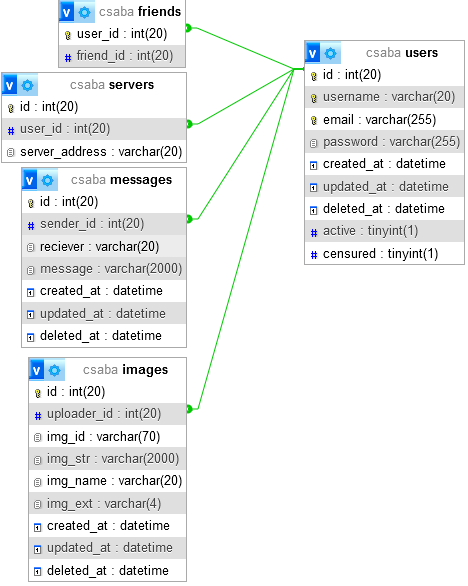 v csaba friends
user_id : int(20)
# friend_id : int(20)
v csaba servers
id : int(20)
# user_id : int(20)
server_address : varchar(20)
v csaba messages
id : int(20)
# sender_id : int(20)
reciever : varchar(20)
message : varchar(2000)
created_at : datetime
updated_at : datetime
deleted_at : datetime
v csaba images
id : int(20)
# uploader_id : int(20)
img_id : varchar(70)
img_str : varchar(2000)
img_name : varchar(20)
img_ext : varchar(4)
created_at : datetime
updated_at : datetime
deleted_at : datetime
v csaba users
id : int(20)
username : varchar(20)
email : varchar(255)
password : varchar(255)
created_at : datetime
updated_at : datetime
deleted_at : datetime
# active : tinyint(1)
# censured : tinyint(1)